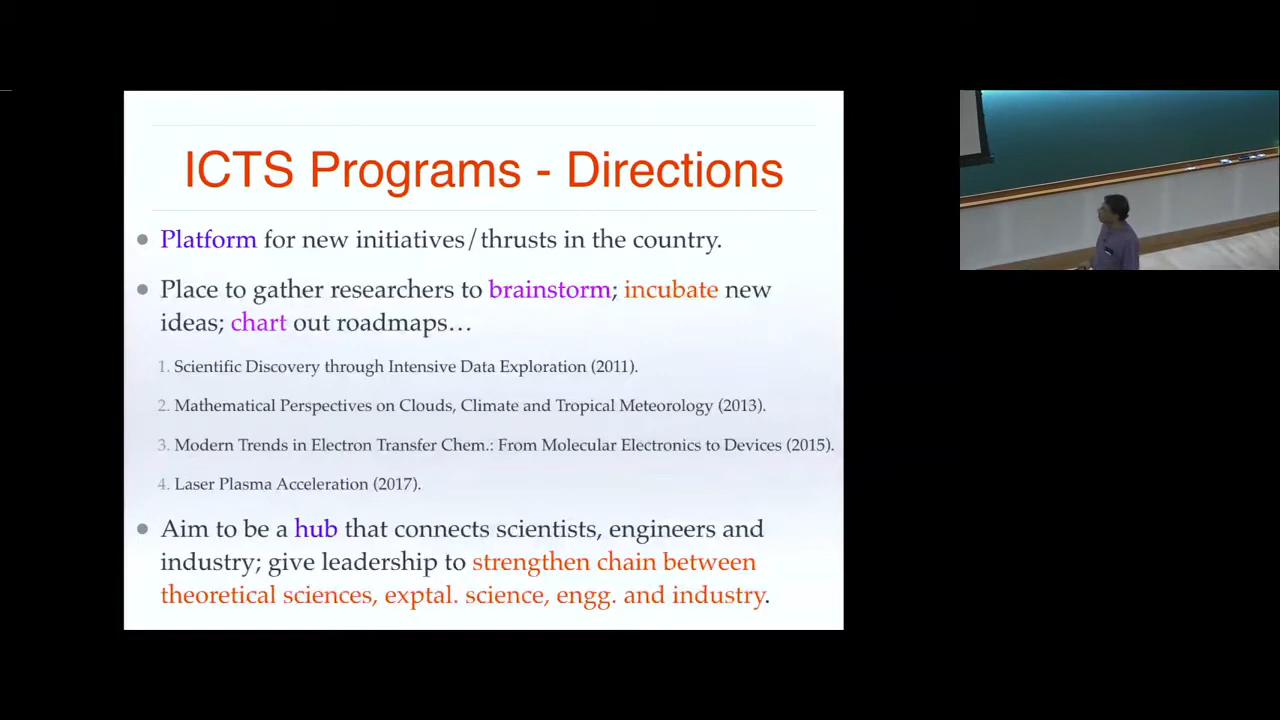 ICTS Programs - Directions
• Platform for new initiatives/thrusts in the country.
• Place to gather researchers to brainstorm; incubate new
ideas; chart out roadmaps…
1. Scientific Discovery through Intensive Data Exploration (2011).
2. Mathematical Perspectives on Clouds, Climate and Tropical Meteorology (2013).
3. Modern Trends in Electron Transfer Chem.: From Molecular Electronics to Devices (2015).
4. Laser Plasma Acceleration (2017).
• Aim to be a hub that connects scientists, engineers and
industry; give leadership to strengthen chain between
theoretical sciences, exptal. science, engg. and industry.